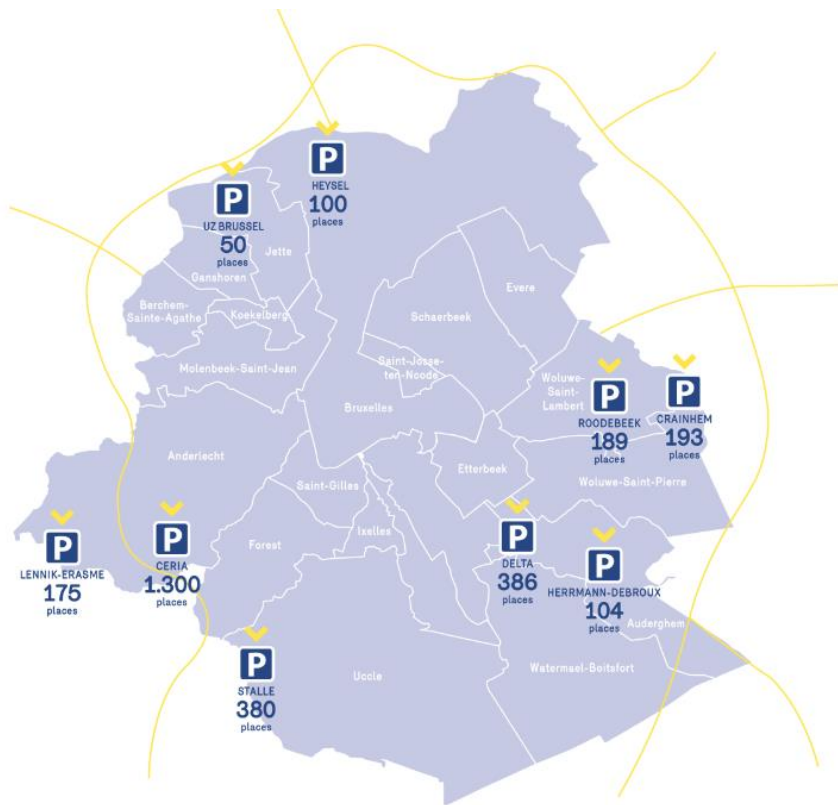 P
HEYSEL
100
places
P
UZ BRUSSEL
50
places
Jette
Ganshoren
Berchem-
Sainte-Agathe
Koekelberg
Molenbeek-Saint-Jean
Evere
Schaerbeek
Saint-Josse-
ten-Noode
Bruxelles
Woluwe-
Saint-
Lambert
P
ROODEBEEK
189
places
P
CRAINHEM
193
places
Anderlecht
Etterbeek
Woluwe-Saint-Pierre
Saint-Gilles
Ixelles
Forest
P
LENNIK-ERASME
175
places
P
CERIA
1.300
places
P
DELTA
386
places
P
HERRMANN-DEBROUX
104
places
Auderghem
Watermael-Boitsfort
Uccle
P
STALLE
380
places